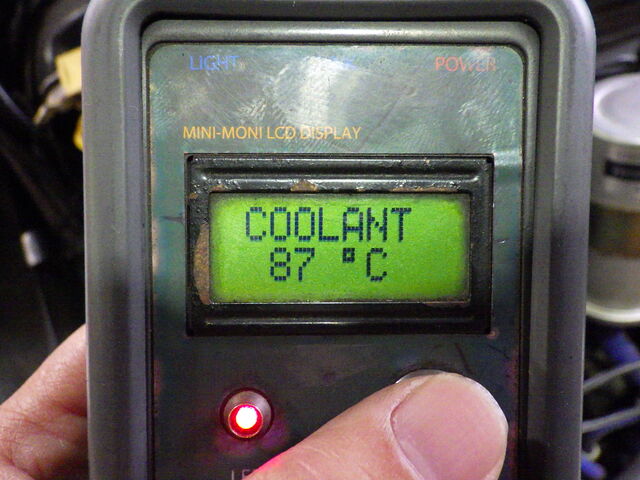 LIGHT POWER
MINI-MONI LCD DISPLAY
COOLANT
87 °C